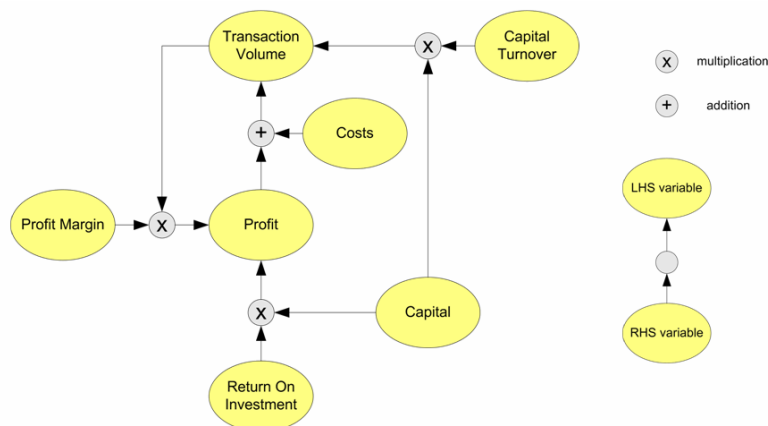 Transaction
Volume
x
Capital
Turnover
x
multiplication
+
addition
+
Costs
LHS variable
Profit Margin
x
Profit
x
Capital
RHS variable
Return On
Investment